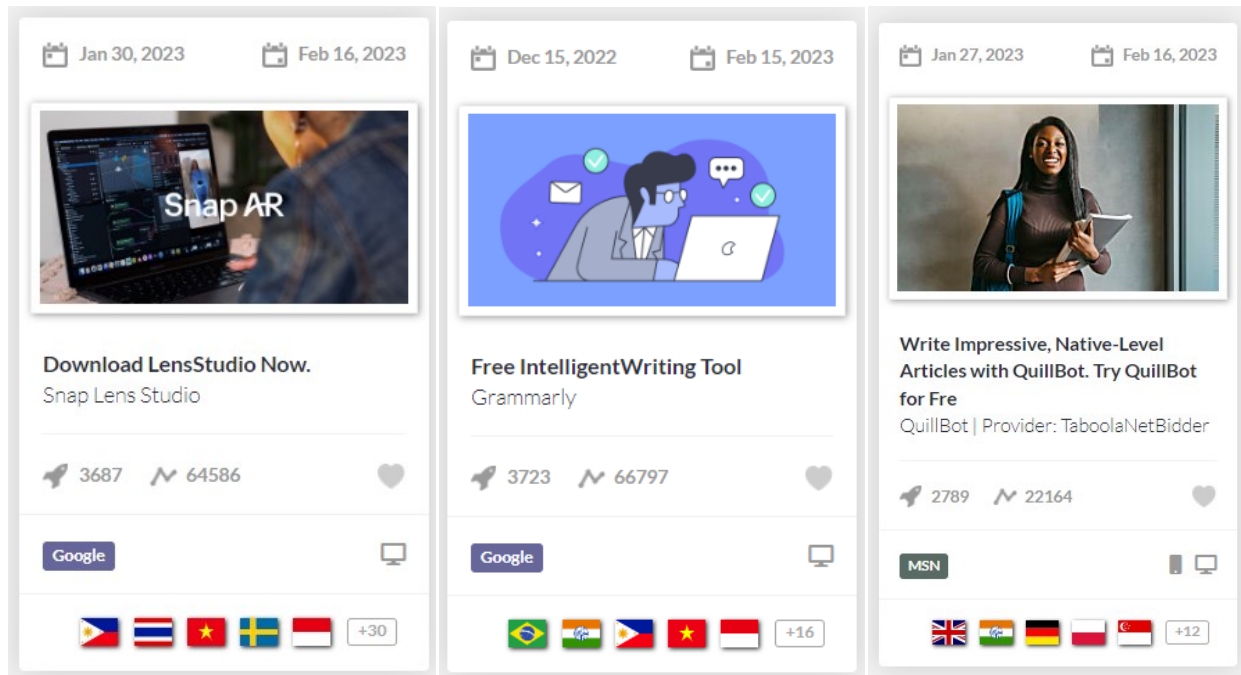 Jan 30, 2023 Feb 16, 2023
Snap AR
Download LensStudio Now.
Snap Lens Studio
3687 64586
Google
+30
Dec 15, 2022 Feb 15, 2023
Free IntelligentWriting Tool
Grammarly
3723 66797
Google
+16
Jan 27, 2023 Feb 16, 2023
Write Impressive, Native-Level
Articles with QuillBot. Try QuillBot
for Fre
QuillBot | Provider: TaboolaNetBidder
2789 22164
MSN
+12